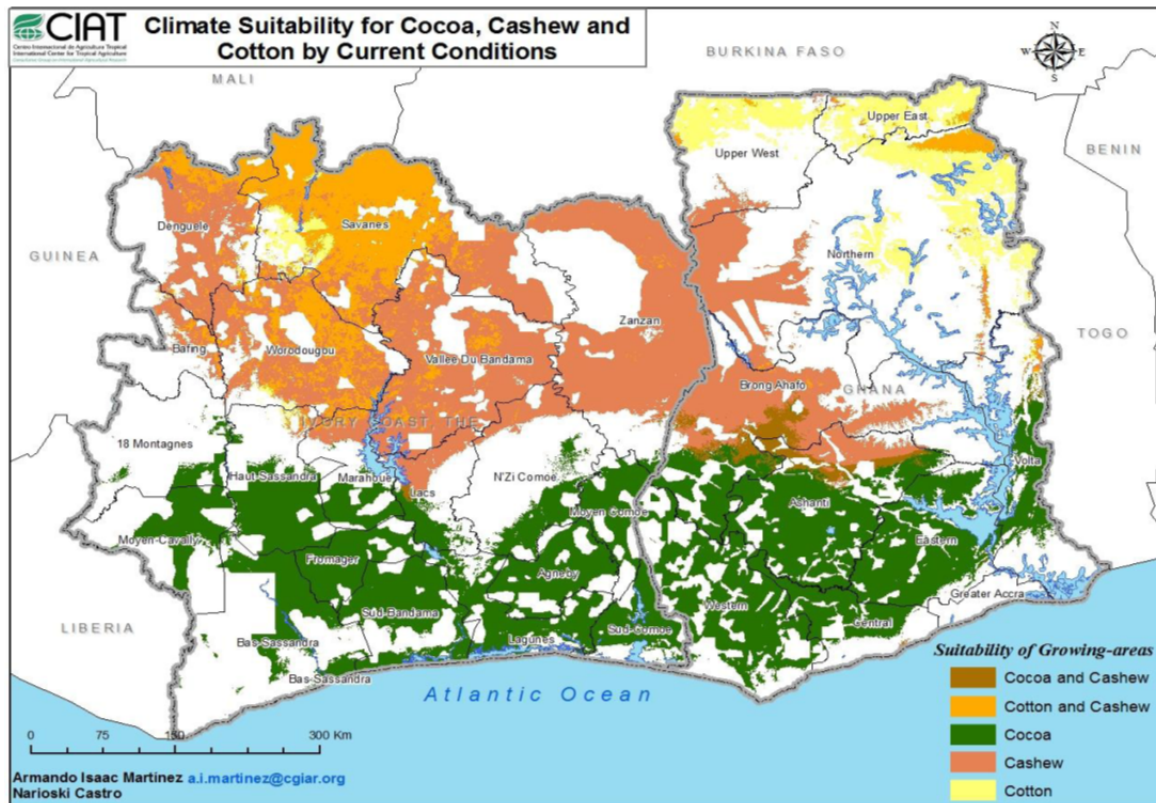 CIAT
Centro Internacional de Agricultura Tropical
International Center for Tropical Agriculture
Climate Suitability for Cocoa, Cashew and
Cotton by Current Conditions
BURKINA FASO
N
W
E
S
MALI
Upper East
BENIN
Upper West
Denguele
Savanes
GUINEA
Northern
Zanzan
TOGO
Bafing
Worodougou
Vallee Du Bandama
Brong Ahafo
GHANA
IVORY COAST, THE
18 Montagnes
Haut Sassandra
Marahoue
N'Zi Comoe
Volta
Lacs
Ashanti
Moyen Comoe
Moyen-Cavally
Eastern
Fromager
Agneby
Greater Accra
Western
Sud-Bandama
Central
LIBERIA
Sud-Comoe
Bas-Sassandra
Lagunes
Bas-Sassandra
Atlantic Ocean
Suitability of Growing-areas
Cocoa and Cashew
Cotton and Cashew
Cocoa
Cashew
Cotton
0 75 150 300 Km
Armando Isaac Martinez a.i.martinez@cgiar.org
Narioski Castro